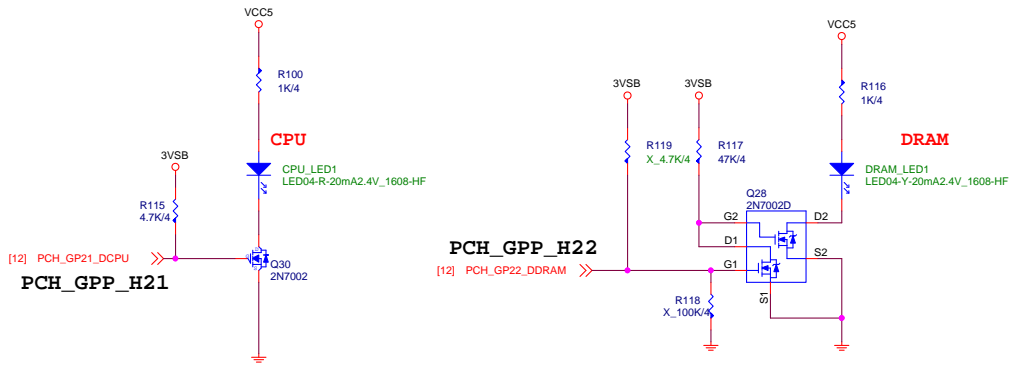 VCC5
R100
1K/4
CPU
CPU_LED1
LED04-R-20mA2.4V_1608-HF
3VSB
R115
4.7K/4
[12] PCH_GP21_DCPU
PCH_GPP_H21
Q30
2N7002
VCC5
R116
1K/4
3VSB
3VSB
R119
X_4.7K/4
R117
47K/4
DRAM
DRAM_LED1
LED04-Y-20mA2.4V_1608-HF
Q28
2N7002D
G2
D2
D1
S2
G1
S1
PCH_GPP_H22
[12] PCH_GP22_DDRAM
R118
X_100K/4